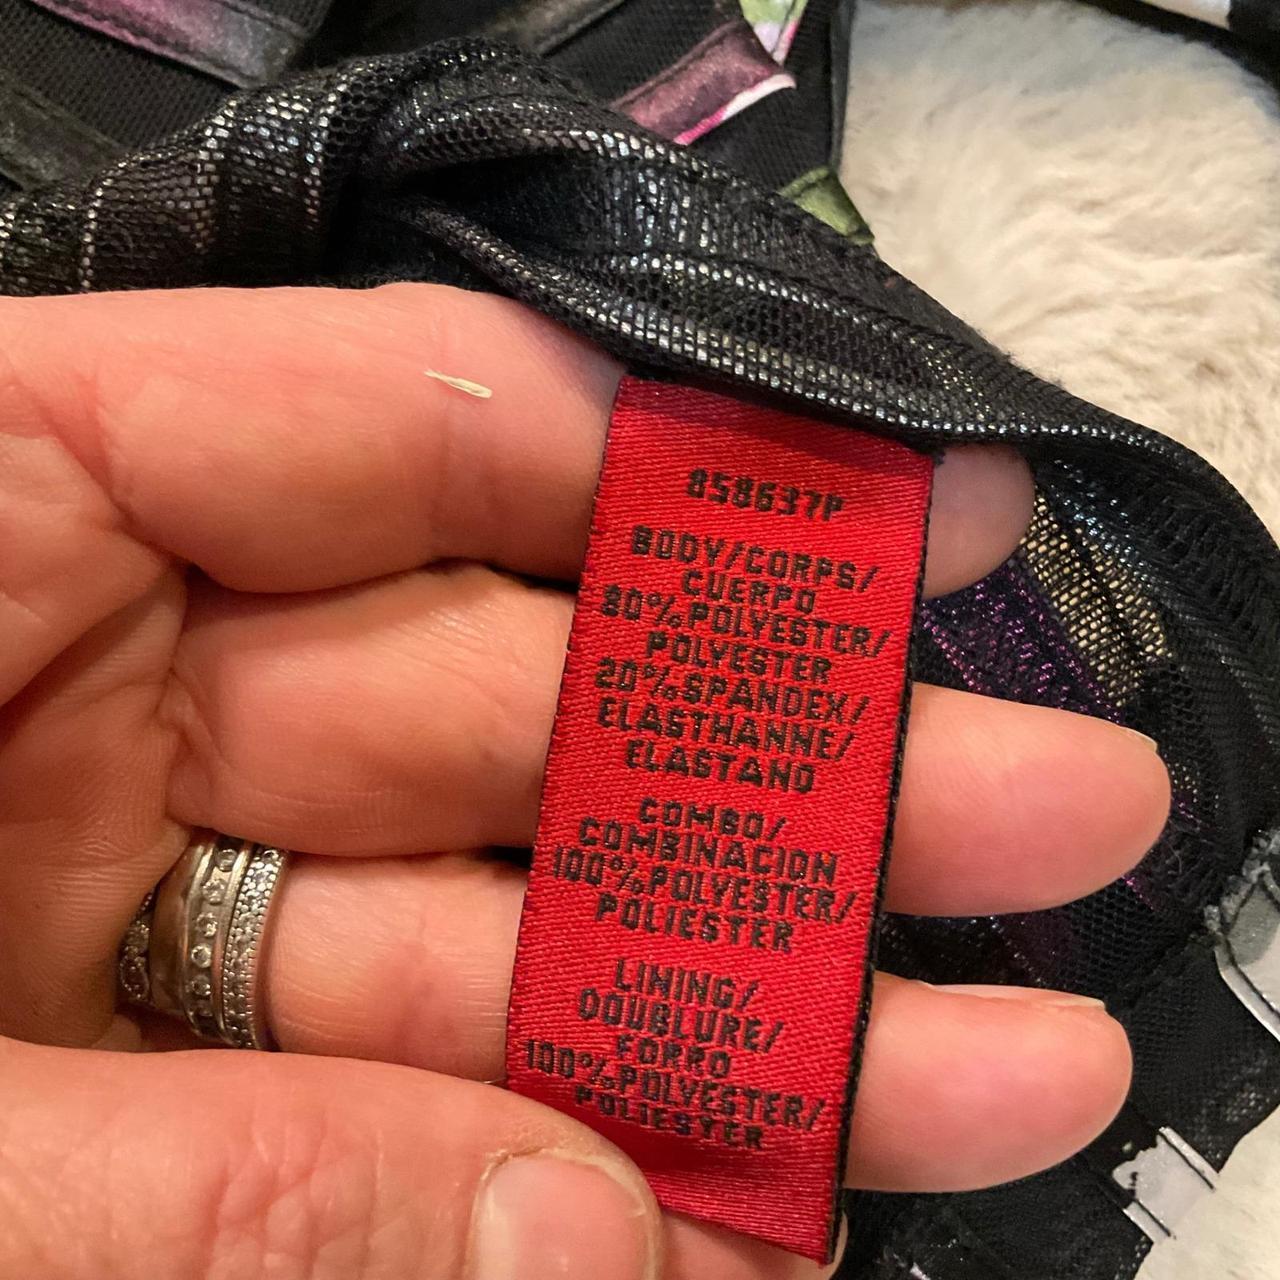 858637P
BODY/CORPS/
CUERPO
80%POLYESTER/
POLYESTER
20%SPANDEX/
ELASTHANNE/
ELASTANO
COMBO/
COMBINACION
100%POLYESTER/
POLIESTER
LINING/
DOUBLURE/
FORRO
100%POLYESTER/
POLIESTER